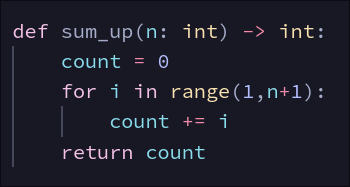 def sum_up(n: int) -> int:
    count = 0
    for i in range(1,n+1):
        count += i
    return count